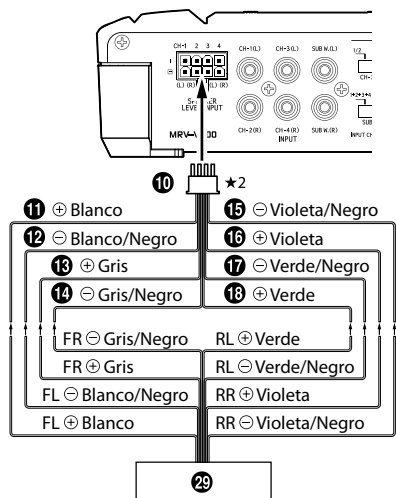 CH-1 2 3 4 CH-1(L) CH-3(L) SUB W.(L) 1/2
(L) (R) (L) (R)
CH-2(R) CH-4(R) SUB W.(R) INPUT CH
INPUT
10 ★2
11 ⊕ Blanco
12 ⊖ Blanco/Negro
13 ⊕ Gris
14 ⊖ Gris/Negro
15 ⊖ Violeta/Negro
16 ⊕ Violeta
17 ⊖ Verde/Negro
18 ⊕ Verde
FR ⊖ Gris/Negro
FR ⊕ Gris
FL ⊖ Blanco/Negro
FL ⊕ Blanco
RL ⊕ Verde
RL ⊖ Verde/Negro
RR ⊕ Violeta
RR ⊖ Violeta/Negro
29